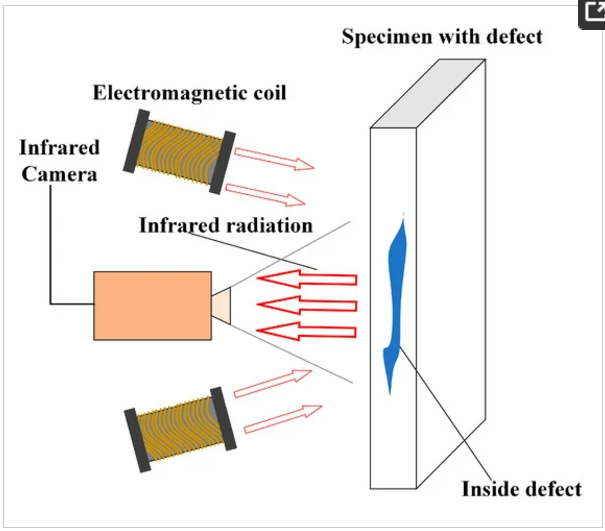 Specimen with defect
Electromagnetic coil
Infrared
Camera
Infrared radiation
Inside defect